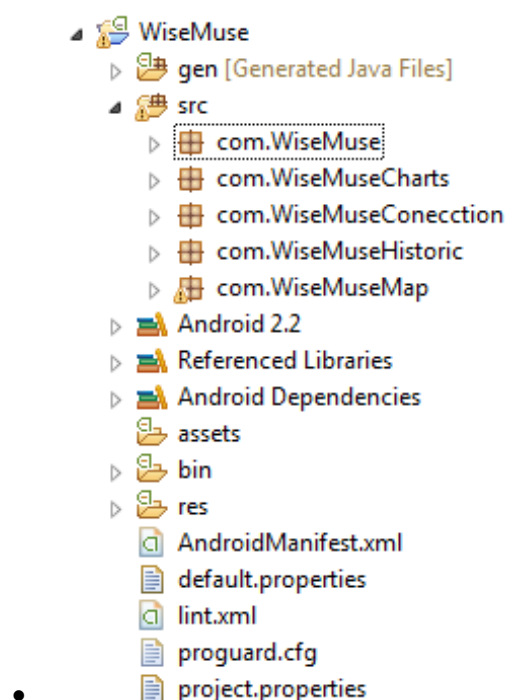 WiseMuse
gen [Generated Java Files]
src
com.WiseMuse
com.WiseMuseCharts
com.WiseMuseConecction
com.WiseMuseHistoric
com.WiseMuseMap
Android 2.2
Referenced Libraries
Android Dependencies
assets
bin
res
AndroidManifest.xml
default.properties
lint.xml
proguard.cfg
project.properties